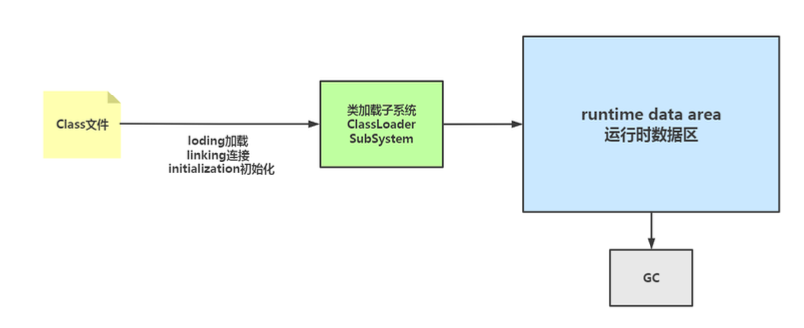 Class文件
loding加载
linking连接
initialization初始化
类加载子系统
ClassLoader
SubSystem
runtime data area
运行时数据区
GC